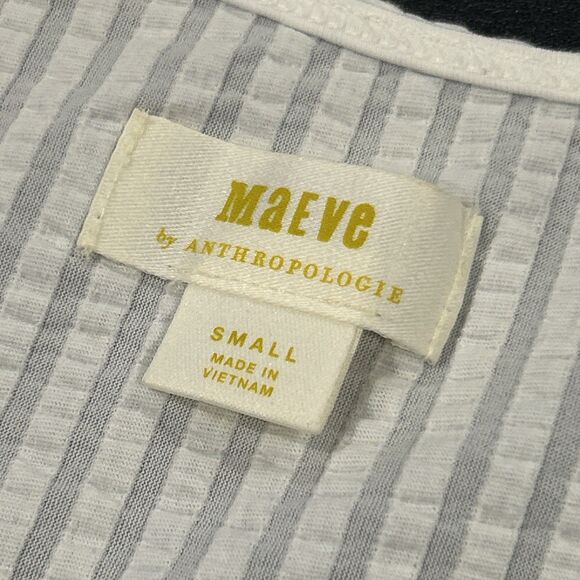 MaEve
by ANTHROPOLOGIE
SMALL
MADE IN
VIETNAM